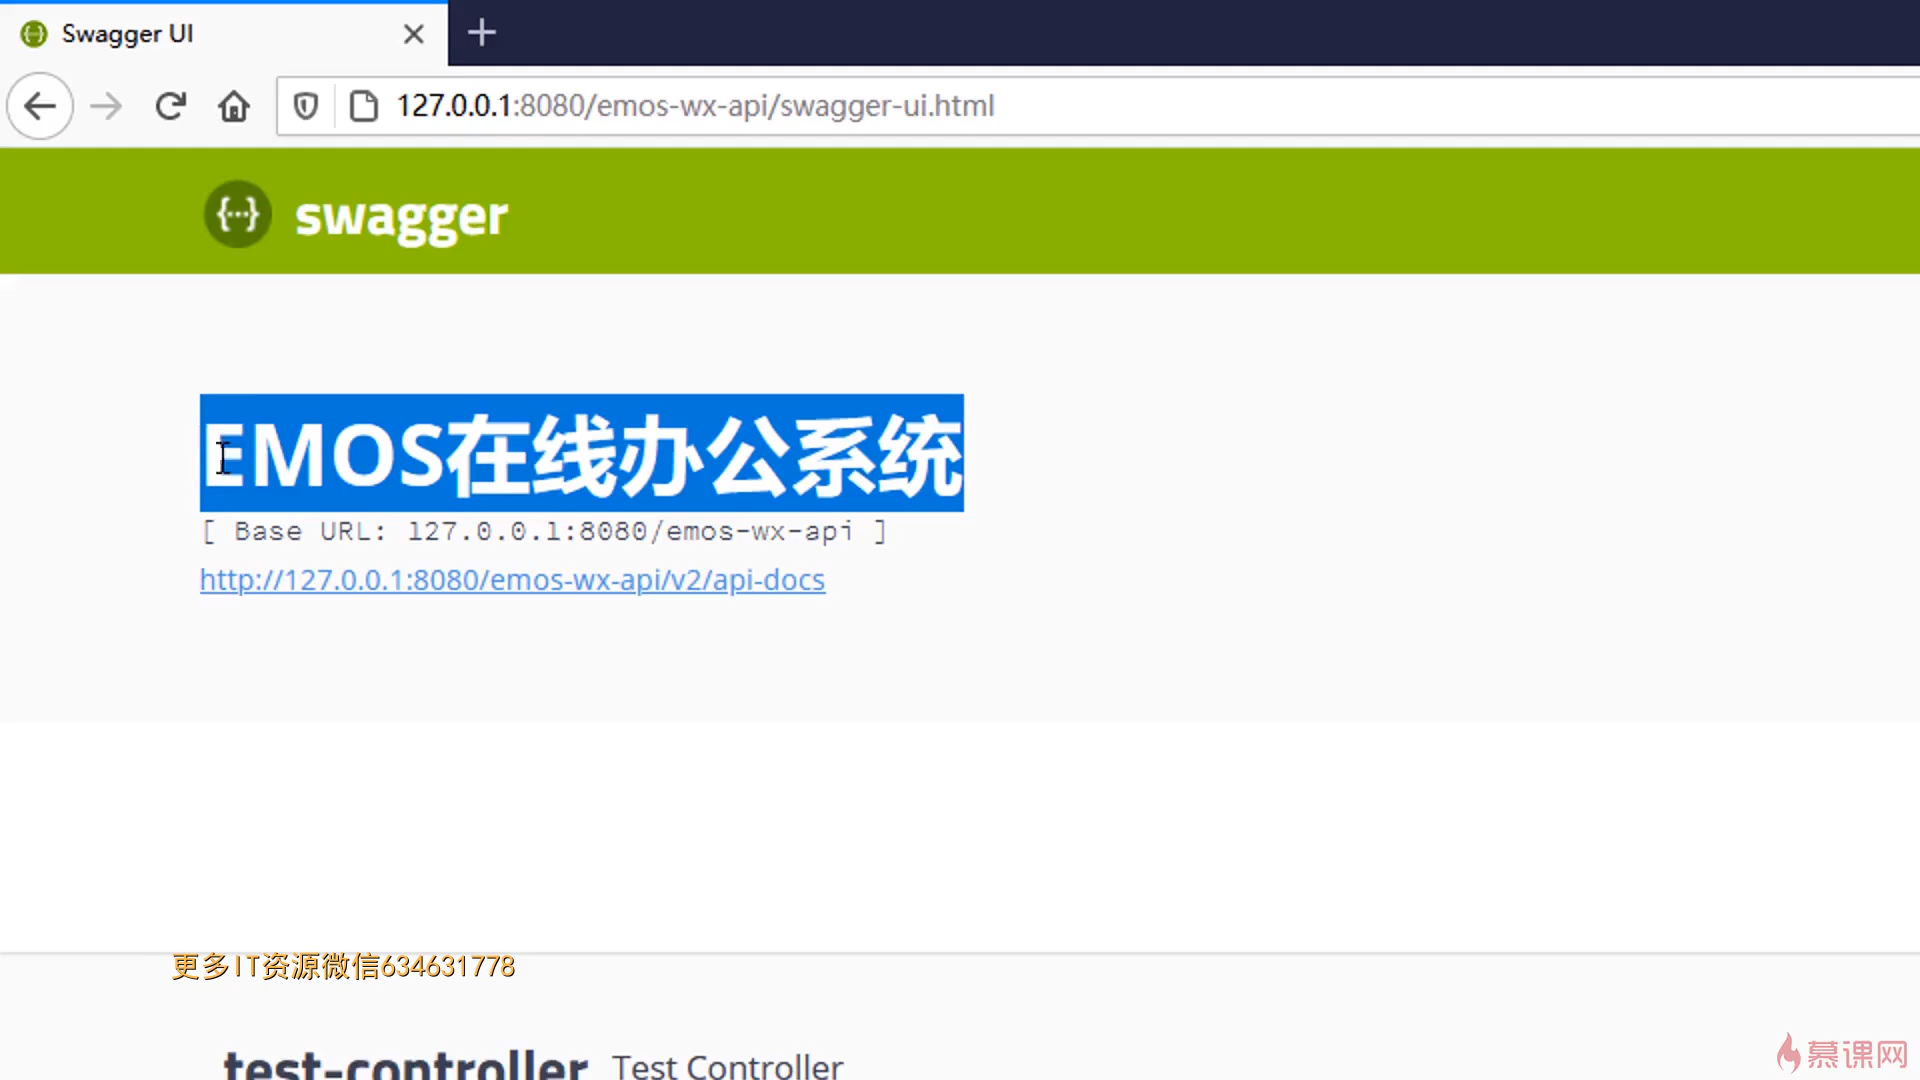 Swagger UI
127.0.0.1:8080/emos-wx-api/swagger-ui.html
{...} swagger
EMOS在线办公系统
[ Base URL: 127.0.0.1:8080/emos-wx-api ]
http://127.0.0.1:8080/emos-wx-api/v2/api-docs
更多IT资源微信634631778
test-controller Test Controller
慕课网